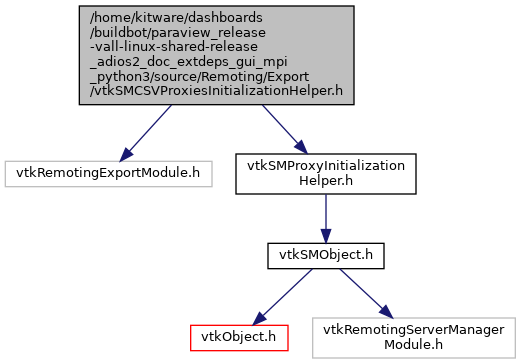 /home/kitware/dashboards
/buildbot/paraview_release
-vall-linux-shared-release
_adios2_doc_extdeps_gui_mpi
_python3/source/Remoting/Export
/vtkSMCSVProxiesInitializationHelper.h
vtkRemotingExportModule.h
vtkSMProxyInitialization
Helper.h
vtkSMObject.h
vtkObject.h
vtkRemotingServerManager
Module.h